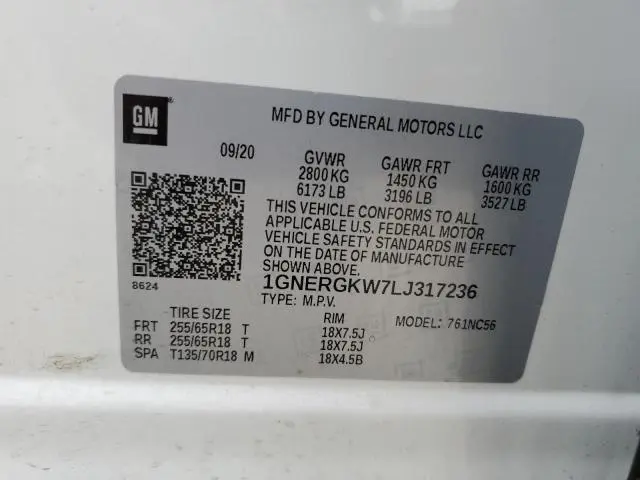 GM
MFD BY GENERAL MOTORS LLC
09/20 GVWR GAWR FRT GAWR RR
2800 KG 1450 KG 1600 KG
6173 LB 3196 LB 3527 LB
THIS VEHICLE CONFORMS TO ALL
APPLICABLE U.S. FEDERAL MOTOR
VEHICLE SAFETY STANDARDS IN EFFECT
ON THE DATE OF MANUFACTURE
SHOWN ABOVE.
8624 1GNERGKW7LJ317236
TYPE: M.P.V.
TIRE SIZE RIM MODEL: 761NC56
FRT 255/65R18 T 18X7.5J
RR 255/65R18 T 18X7.5J
SPA T135/70R18 M 18X4.5B